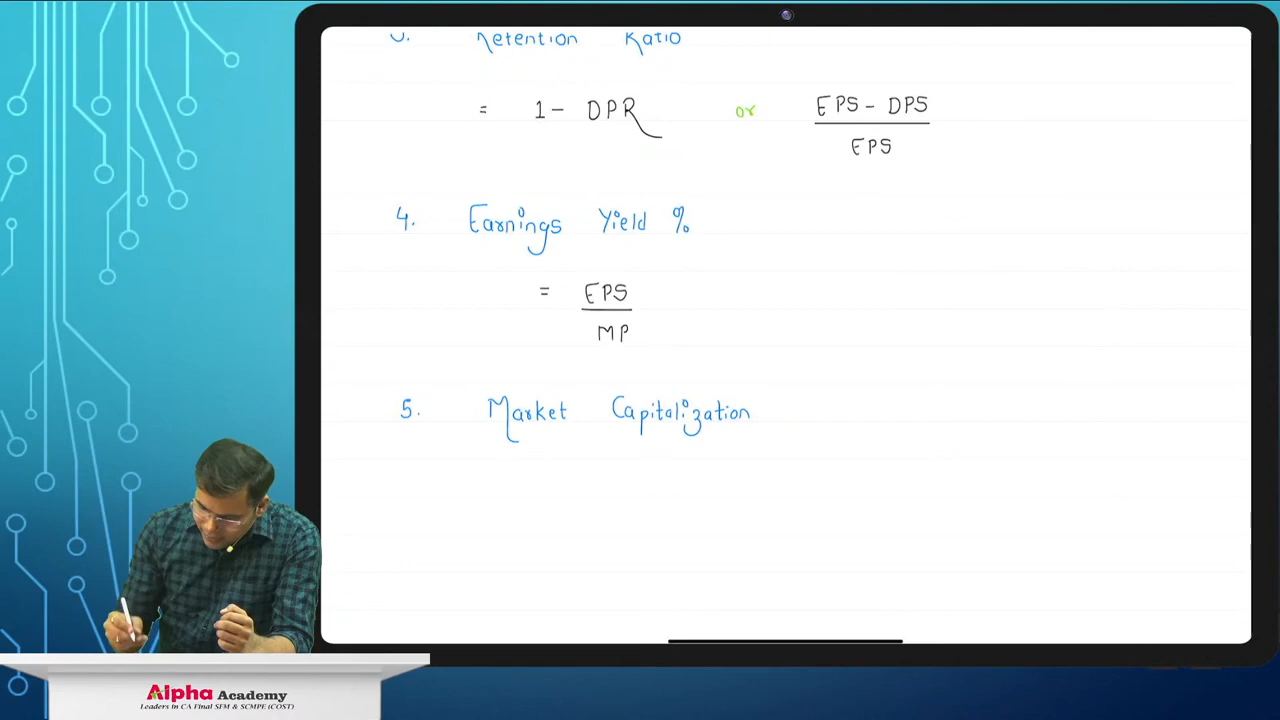 3. Retention Ratio
= 1 - DPR or EPS - DPS / EPS
4. Earnings Yield %
= EPS / MP
5. Market Capitalization
Alpha Academy
Leaders in CA Final SFM & SCMPE (COST)